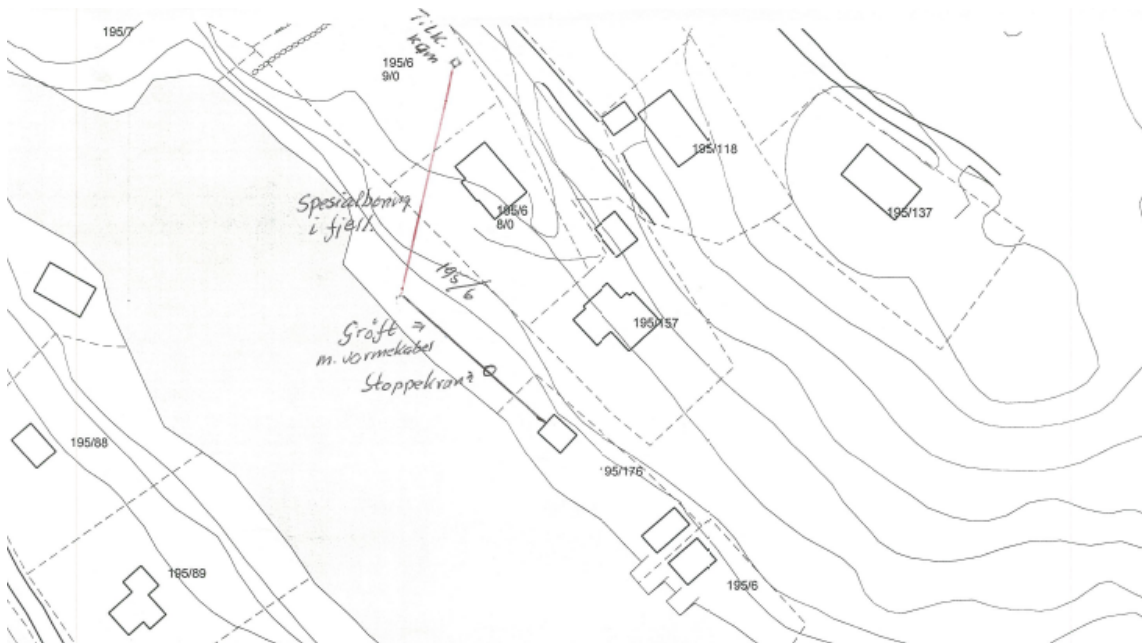 195/7
Tilk.
kum
195/6
9/0
195/118
195/137
Spesialboring
i fjell.
195/6
8/0
195/6
195/157
Grøft →
m. varmekabel
Stoppekran
195/88
95/176
195/89
195/6